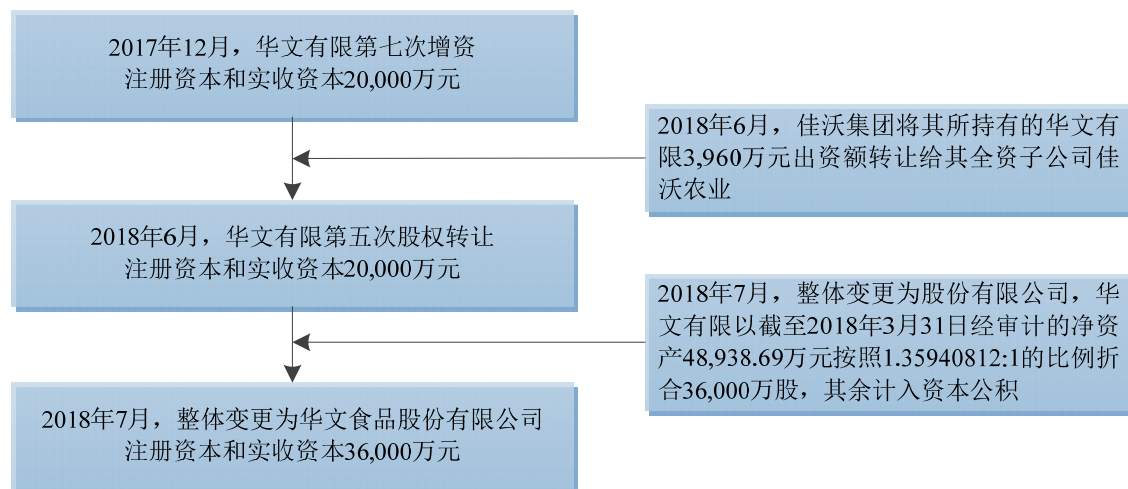 2017年12月，华文有限第七次增资
注册资本和实收资本20,000万元
2018年6月，佳沃集团将其所持有的华文有
限3,960万元出资额转让给其全资子公司佳
沃农业
2018年6月，华文有限第五次股权转让
注册资本和实收资本20,000万元
2018年7月，整体变更为股份有限公司，华
文有限以截至2018年3月31日经审计的净资
产48,938.69万元按照1.35940812:1的比例折
合36,000万股，其余计入资本公积
2018年7月，整体变更为华文食品股份有限公司
注册资本和实收资本36,000万元